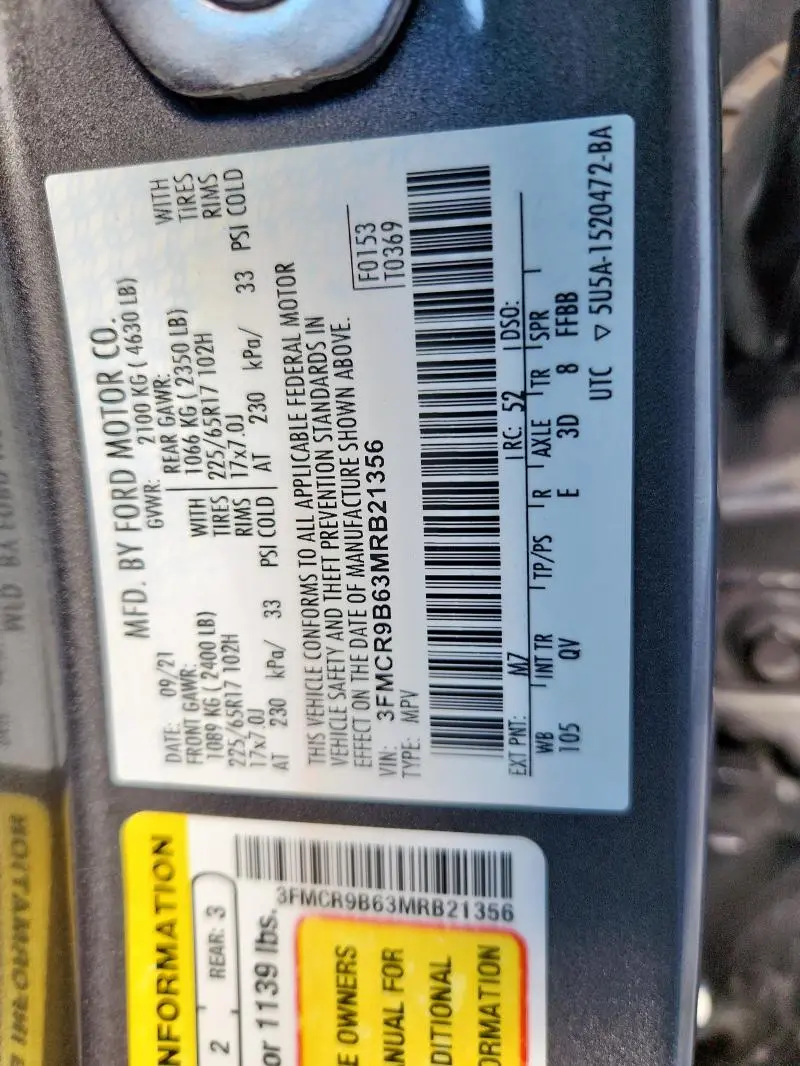 MFD. BY FORD MOTOR CO.
DATE: 09/21 GVWR: 2100 KG ( 4630 LB)
FRONT GAWR: REAR GAWR:
1089 KG ( 2400 LB) WITH 1066 KG ( 2350 LB) WITH
225/65R17 102H TIRES 225/65R17 102H TIRES
17x7.0J RIMS 17x7.0J RIMS
AT 230 kPa/ 33 PSI COLD AT 230 kPa/ 33 PSI COLD
THIS VEHICLE CONFORMS TO ALL APPLICABLE FEDERAL MOTOR
VEHICLE SAFETY AND THEFT PREVENTION STANDARDS IN
EFFECT ON THE DATE OF MANUFACTURE SHOWN ABOVE.
VIN: 3FMCR9B63MRB21356 F0153
TYPE: MPV T0369
EXT PNT: M7 RC: 52 DSO:
WB INT TR TP/PS R AXLE TR SPR
105 QV E 3D 8 FFBB
UTC ▽ 5U5A-1520472-BA
NFORMATION
2 REAR: 3
or 1139 lbs.
3FMCR9B63MRB21356
E OWNERS
NUAL FOR
DITIONAL
ORMATION